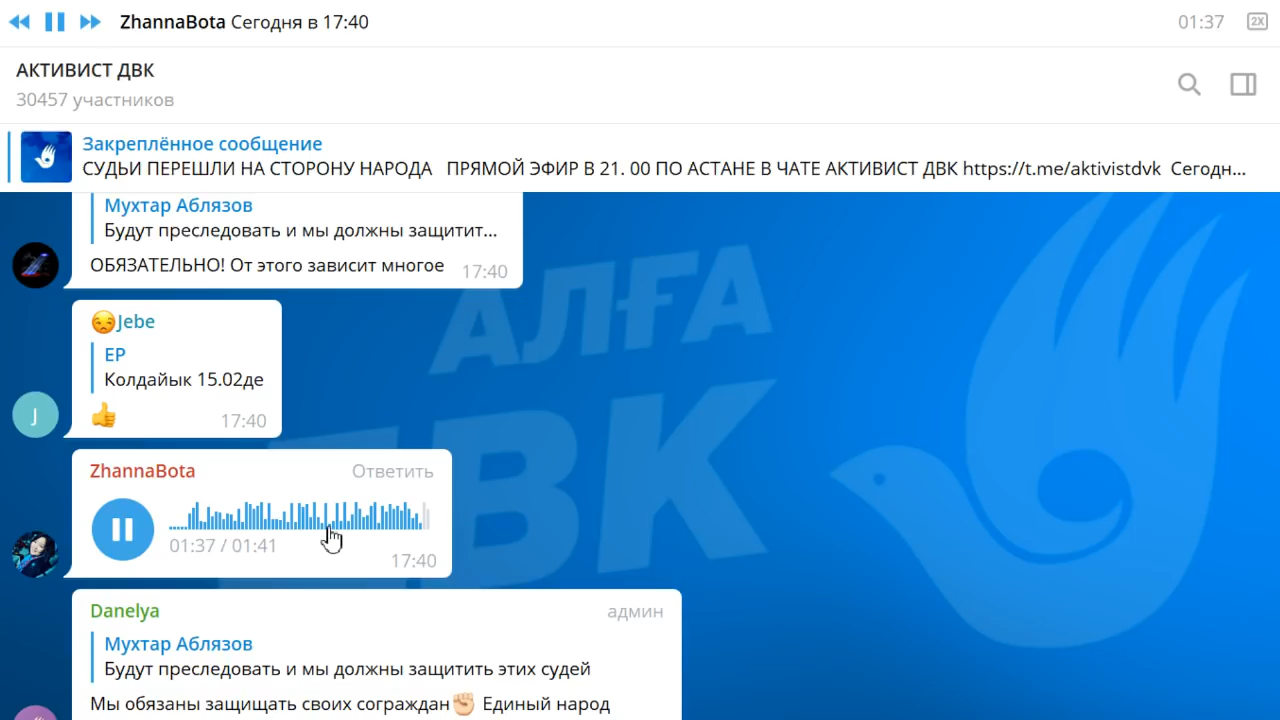 ZhannaBota Сегодня в 17:40
01:37
2X
АКТИВИСТ ДВК
30457 участников
Закреплённое сообщение
СУДЬИ ПЕРЕШЛИ НА СТОРОНУ НАРОДА ПРЯМОЙ ЭФИР В 21. 00 ПО АСТАНЕ В ЧАТЕ АКТИВИСТ ДВК https://t.me/aktivistdvk Сегодн...
Мухтар Аблязов
Будут преследовать и мы должны защитит...
ОБЯЗАТЕЛЬНО! От этого зависит многое 17:40
АЛҒА
ДВК
😒Jebe
EP
Колдайык 15.02де
J
👍 17:40
ZhannaBota Ответить
01:37 / 01:41
17:40
Danelya админ
Мухтар Аблязов
Будут преследовать и мы должны защитить этих судей
Мы обязаны защищать своих сограждан✊ Единый народ